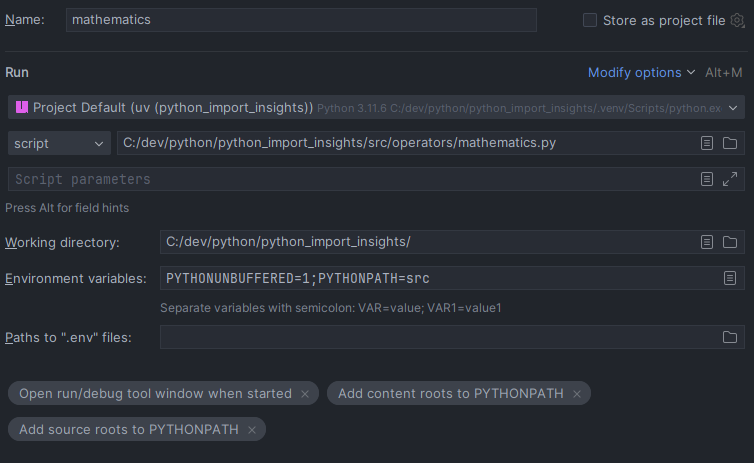 Name: mathematics Store as project file
Run Modify options Alt+M
Project Default (uv (python_import_insights)) Python 3.11.6 C:/dev/python/python_import_insights/.venv/Scripts/python.ex
script C:/dev/python/python_import_insights/src/operators/mathematics.py
Script parameters
Press Alt for field hints
Working directory: C:/dev/python/python_import_insights/
Environment variables: PYTHONUNBUFFERED=1;PYTHONPATH=src
Separate variables with semicolon: VAR=value; VAR1=value1
Paths to ".env" files:
Open run/debug tool window when started × Add content roots to PYTHONPATH ×
Add source roots to PYTHONPATH ×